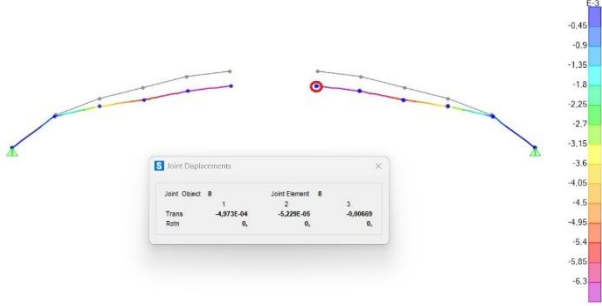 E-3
-0.45
-0.9
-1.35
-1.8
-2.25
-2.7
-3.15
-3.6
-4.05
-4.5
-4.95
-5.4
-5.85
-6.3
S Joint Displacements
Joint Object 8 Joint Element 8
1 2 3
Trans -4,973E-04 -5,229E-05 -0,00669
Rotn 0, 0, 0,